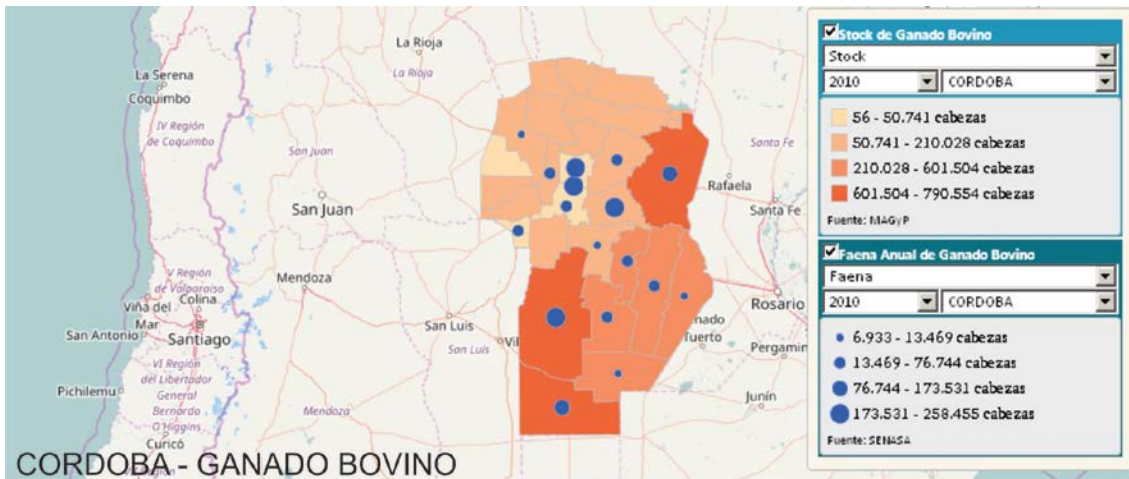 La Rioja
La Rioja
La Serena
Coquimbo
IV Región
de Coquimbo
San Juan
San Juan
Santa Fe
Rafaela
Santa Fe
Mendoza
V Región
de Valparaíso
Viña del
Mar
Colina
San Antonio
Santiago
San Luis
San Luis
Vil
Rosario
nado
Tuerto
Pergamin
Junín
VI Región
del Libertador
General
Bernardo
O'Higgins
Pichilemu
Mendoza
Curicó
CORDOBA - GANADO BOVINO
Stock de Ganado Bovino
Stock
2010 CORDOBA
56 - 50.741 cabezas
50.741 - 210.028 cabezas
210.028 - 601.504 cabezas
601.504 - 790.554 cabezas
Fuente: MAGyP
Faena Anual de Ganado Bovino
Faena
2010 CORDOBA
6.933 - 13.469 cabezas
13.469 - 76.744 cabezas
76.744 - 173.531 cabezas
173.531 - 258.455 cabezas
Fuente: SENASA